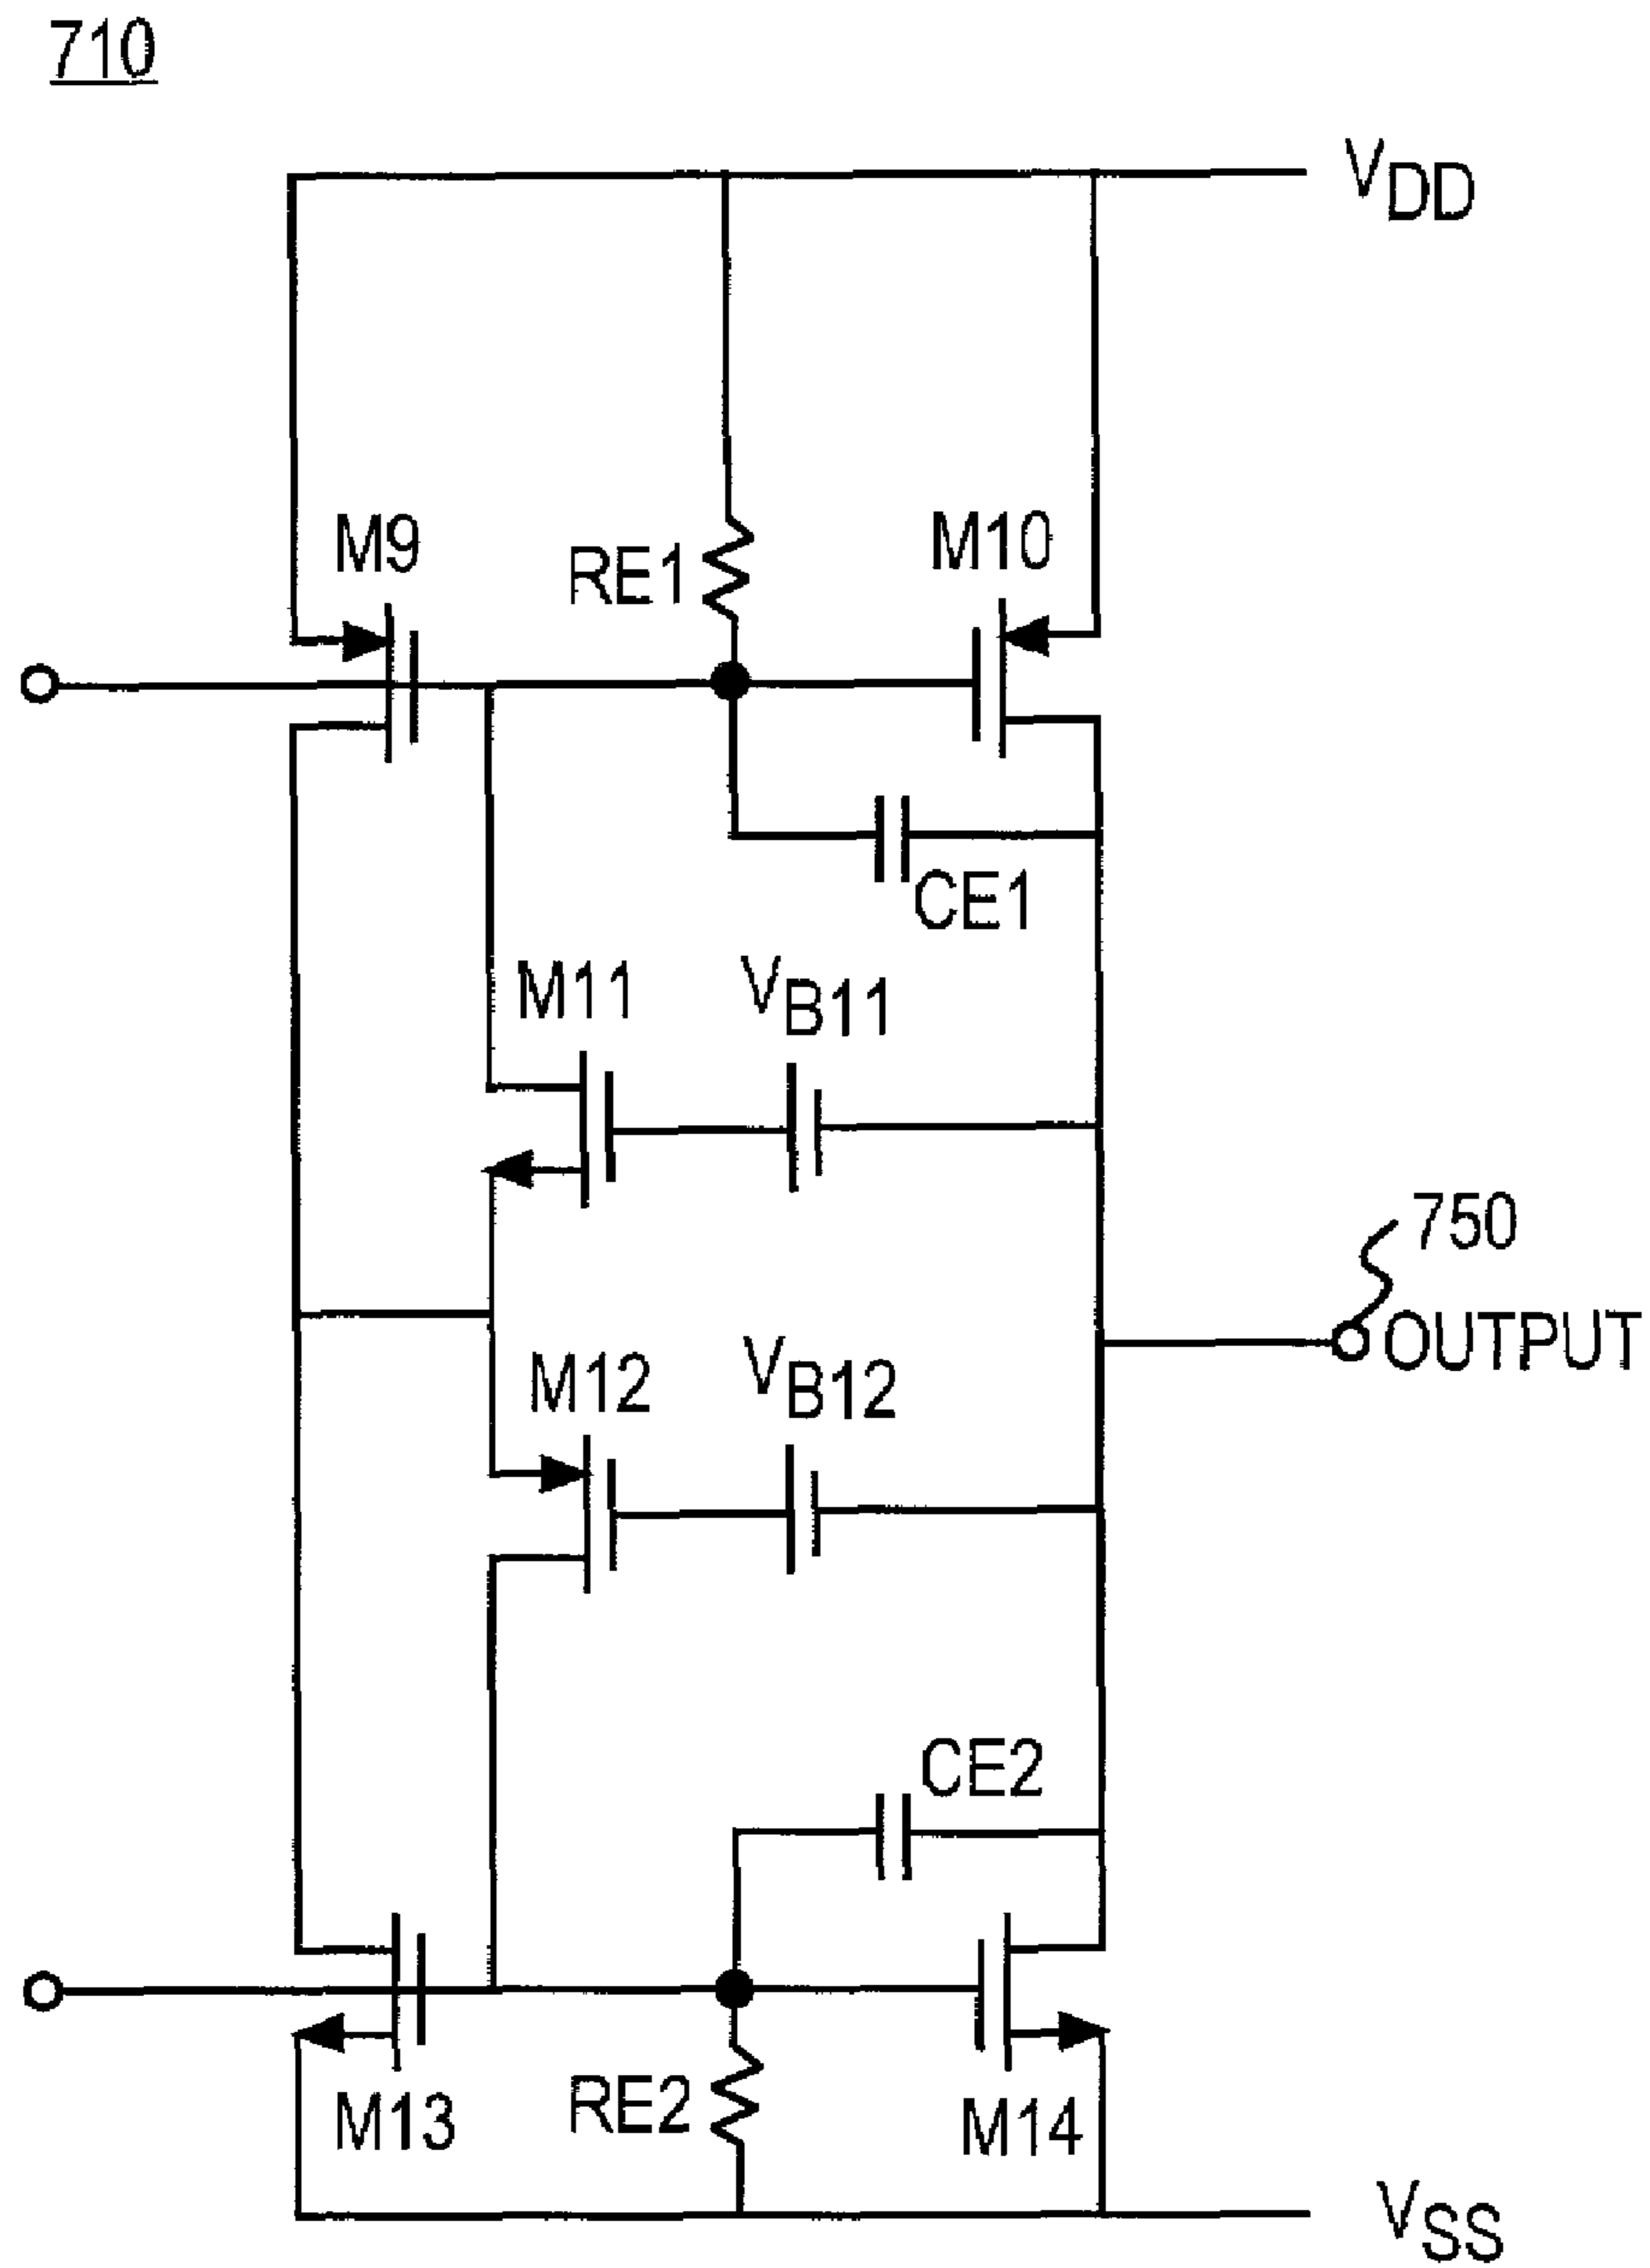 710
VDD
M9
RE1
M10
CE1
M11
VB11
750
OUTPUT
M12
VB12
CE2
M13
RE2
M14
VSS